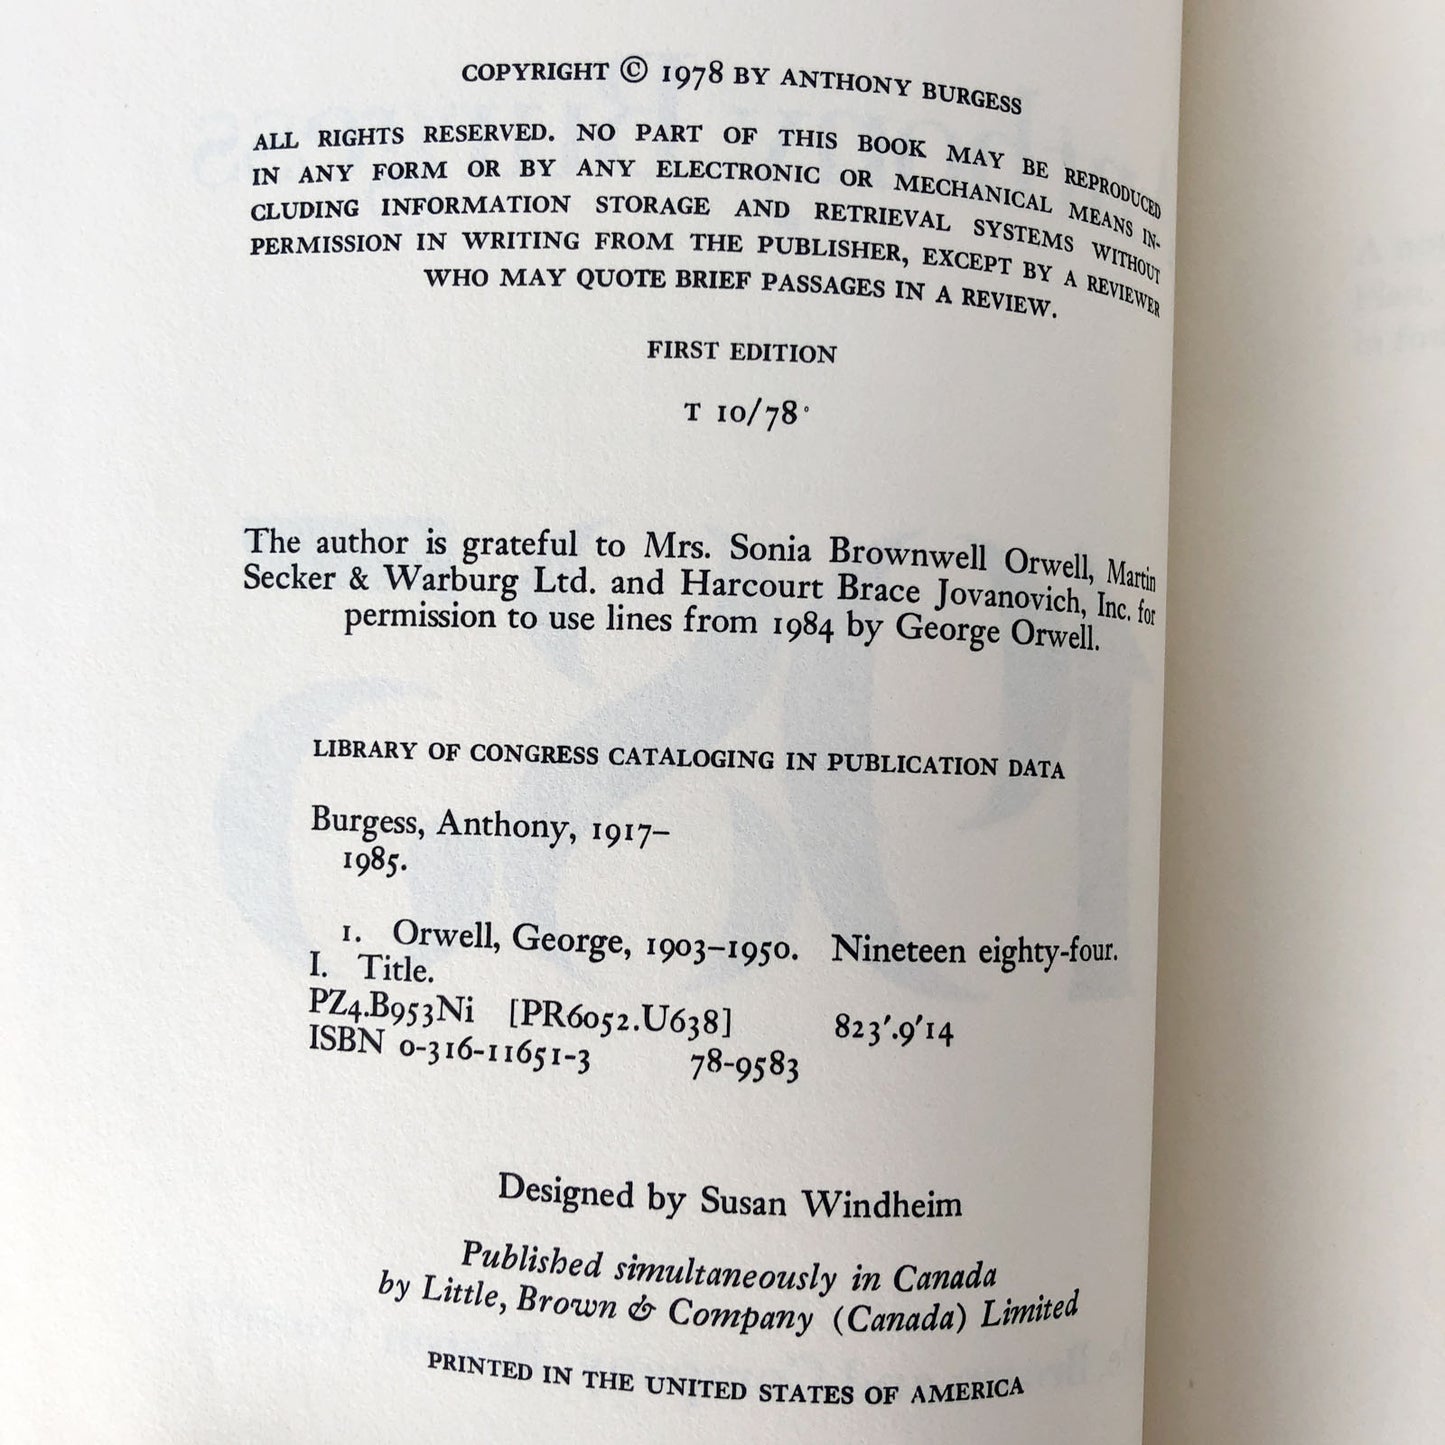 COPYRIGHT © 1978 BY ANTHONY BURGESS
ALL RIGHTS RESERVED. NO PART OF THIS BOOK MAY BE REPRODUCED
IN ANY FORM OR BY ANY ELECTRONIC OR MECHANICAL MEANS IN-
CLUDING INFORMATION STORAGE AND RETRIEVAL SYSTEMS WITHOUT
PERMISSION IN WRITING FROM THE PUBLISHER, EXCEPT BY A REVIEWER
WHO MAY QUOTE BRIEF PASSAGES IN A REVIEW.
FIRST EDITION
T 10/78
The author is grateful to Mrs. Sonia Brownwell Orwell, Martin
Secker & Warburg Ltd. and Harcourt Brace Jovanovich, Inc. for
permission to use lines from 1984 by George Orwell.
LIBRARY OF CONGRESS CATALOGING IN PUBLICATION DATA
Burgess, Anthony, 1917–
1985.
1. Orwell, George, 1903–1950. Nineteen eighty-four.
I. Title.
PZ4.B953Ni [PR6052.U638] 823′.9′14
ISBN 0-316-11651-3 78-9583
Designed by Susan Windheim
Published simultaneously in Canada
by Little, Brown & Company (Canada) Limited
PRINTED IN THE UNITED STATES OF AMERICA